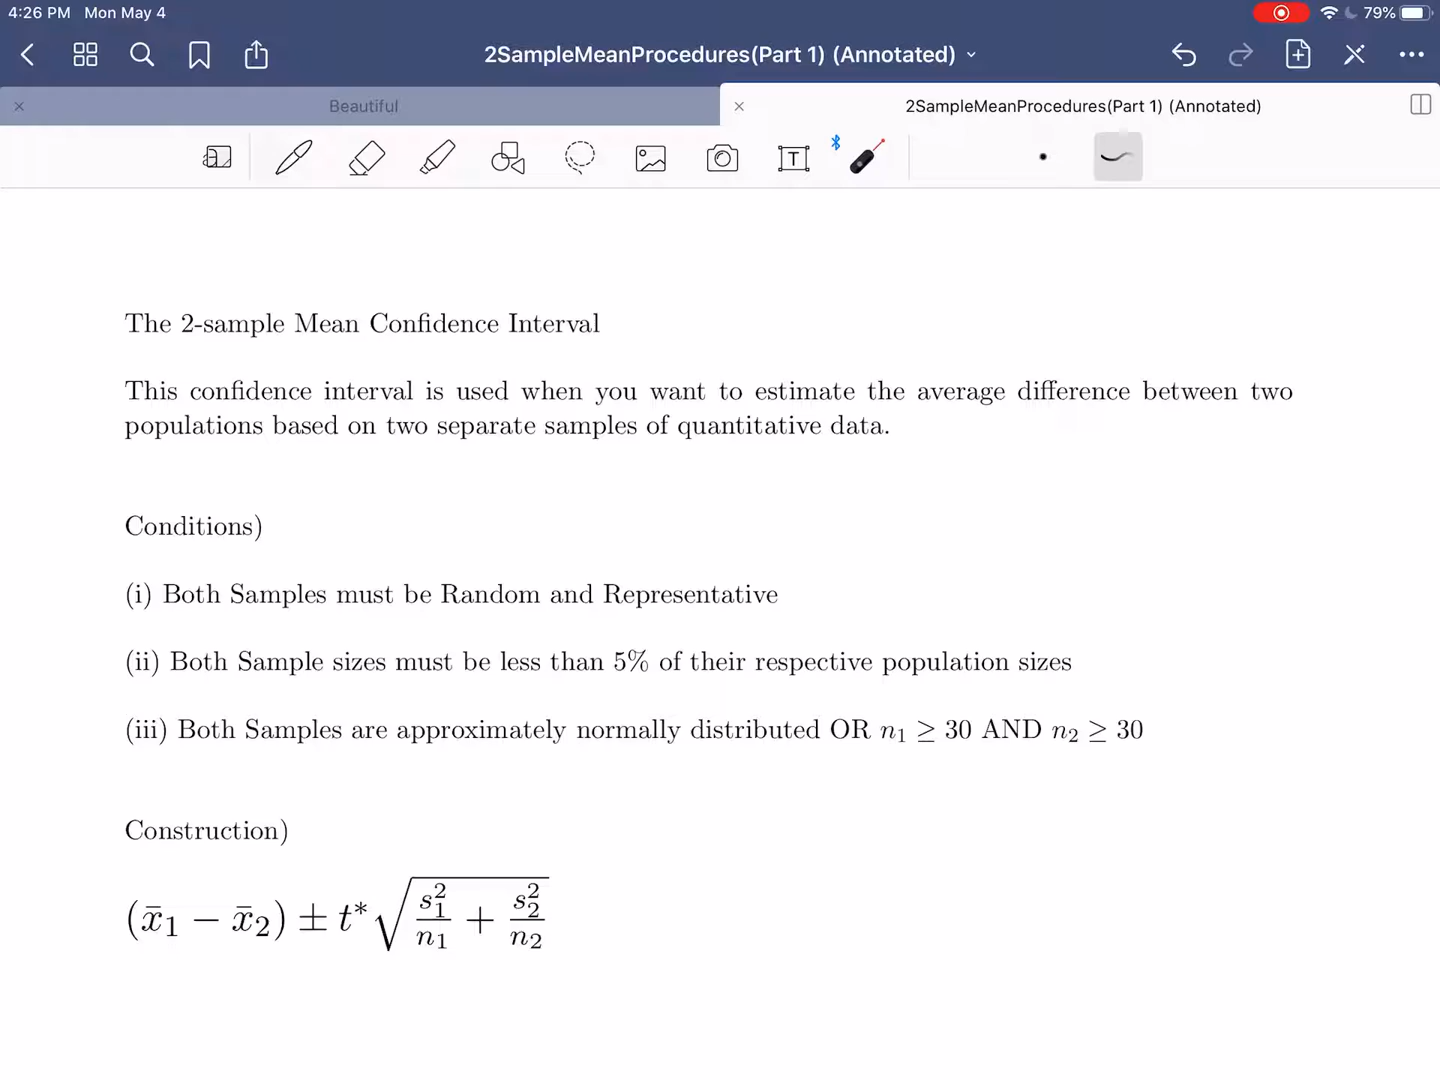 4:26 PM Mon May 4
79%
2SampleMeanProcedures(Part 1) (Annotated)
Beautiful
2SampleMeanProcedures(Part 1) (Annotated)
The 2-sample Mean Confidence Interval
This confidence interval is used when you want to estimate the average difference between two
populations based on two separate samples of quantitative data.
Conditions)
(i) Both Samples must be Random and Representative
(ii) Both Sample sizes must be less than 5% of their respective population sizes
(iii) Both Samples are approximately normally distributed OR n₁ ≥ 30 AND n₂ ≥ 30
Construction)
(x̄₁ − x̄₂) ± t*√(s₁²/n₁ + s₂²/n₂)